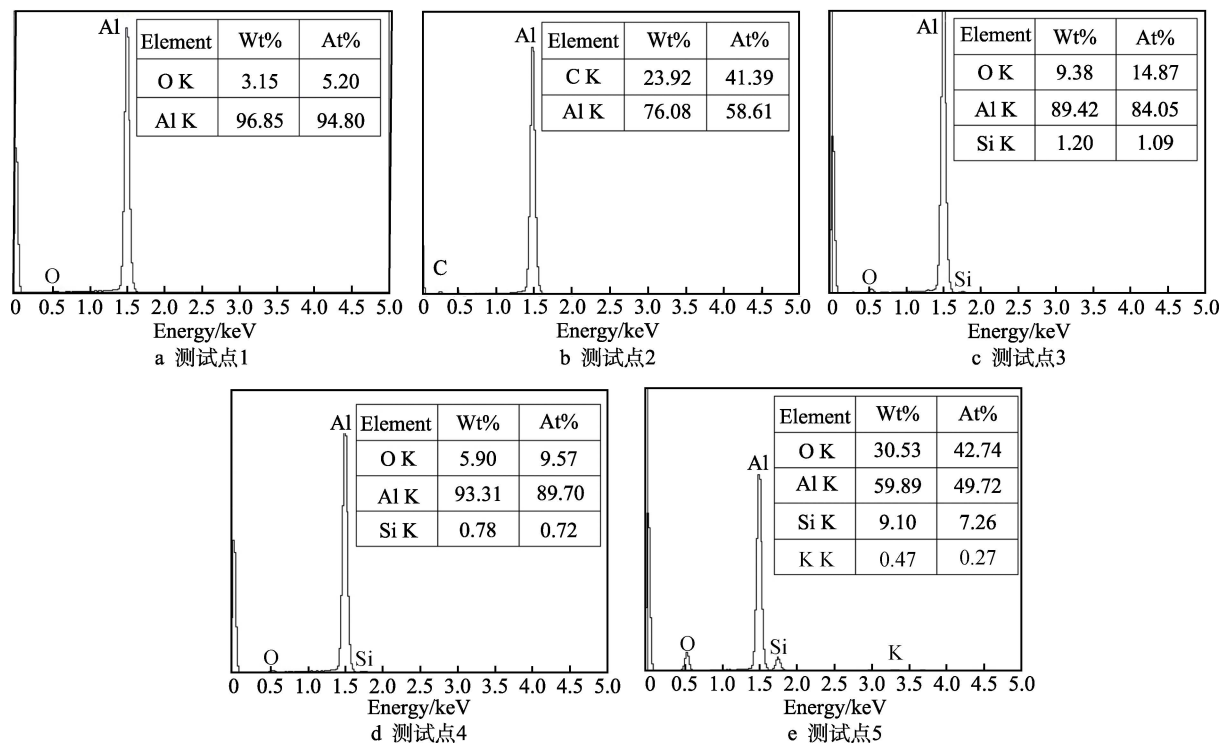 Al
Element Wt% At%
O K 3.15 5.20
Al K 96.85 94.80
O
0 0.5 1.0 1.5 2.0 2.5 3.0 3.5 4.0 4.5 5.0
Energy/keV
a 测试点1
Al
Element Wt% At%
C K 23.92 41.39
Al K 76.08 58.61
C
0 0.5 1.0 1.5 2.0 2.5 3.0 3.5 4.0 4.5 5.0
Energy/keV
b 测试点2
Al
Element Wt% At%
O K 9.38 14.87
Al K 89.42 84.05
Si K 1.20 1.09
O Si
0 0.5 1.0 1.5 2.0 2.5 3.0 3.5 4.0 4.5 5.0
Energy/keV
c 测试点3
Al
Element Wt% At%
O K 5.90 9.57
Al K 93.31 89.70
Si K 0.78 0.72
O Si
0 0.5 1.0 1.5 2.0 2.5 3.0 3.5 4.0 4.5 5.0
Energy/keV
d 测试点4
Al
Element Wt% At%
O K 30.53 42.74
Al K 59.89 49.72
Si K 9.10 7.26
K K 0.47 0.27
O Si K
0 0.5 1.0 1.5 2.0 2.5 3.0 3.5 4.0 4.5 5.0
Energy/keV
e 测试点5